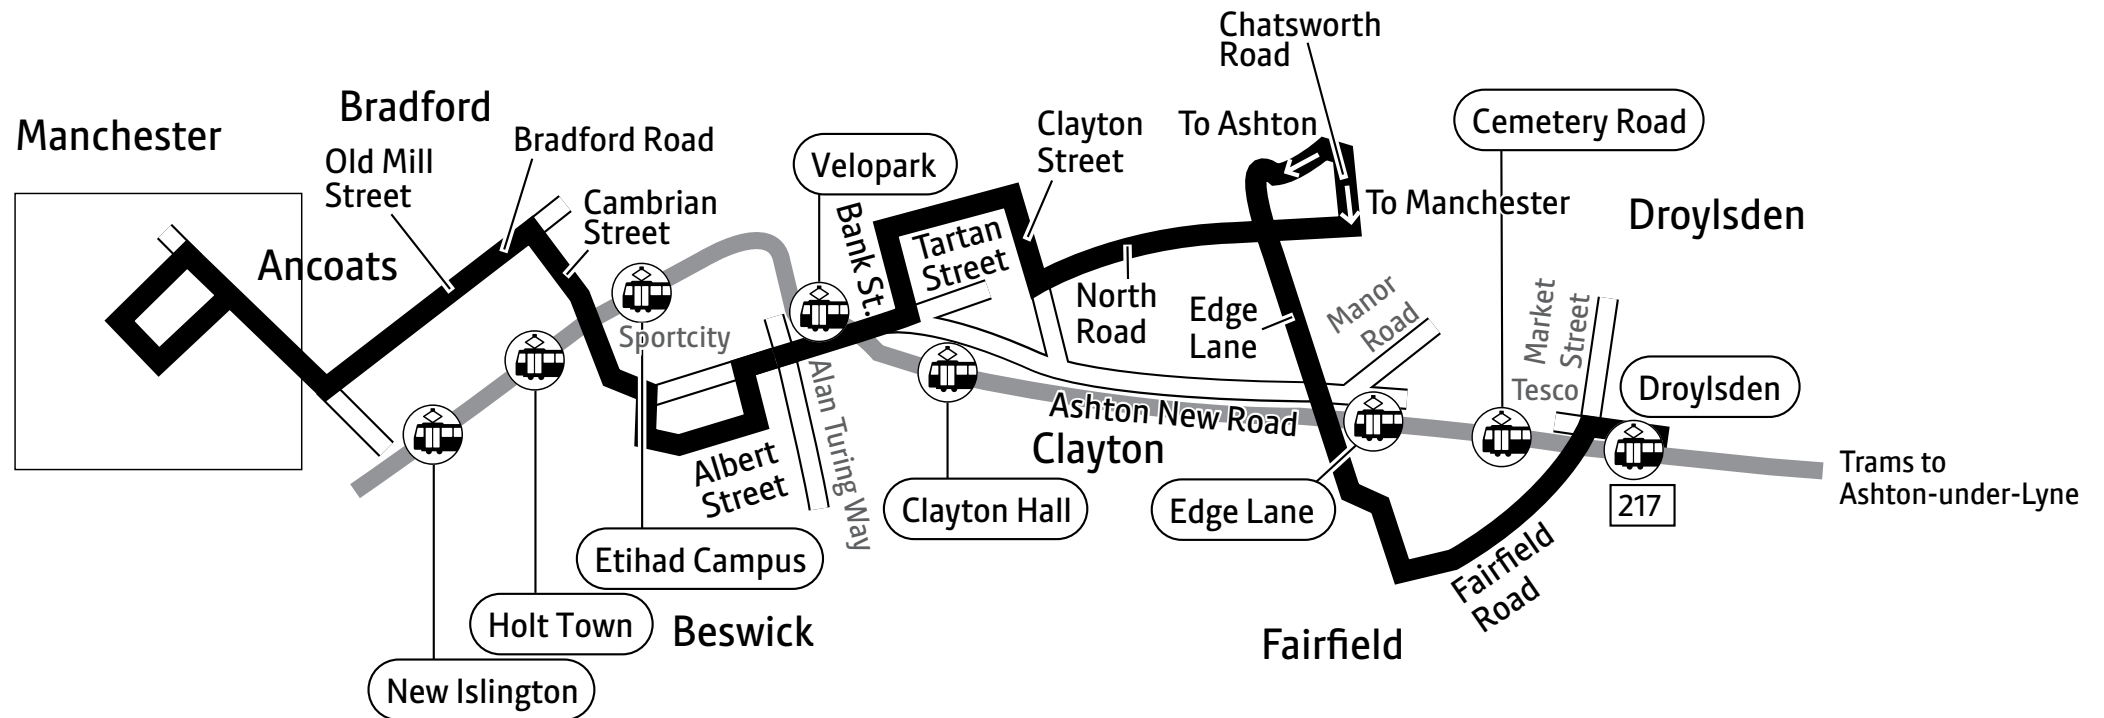 Chatsworth
Road
Bradford
Manchester
Bradford Road
Old Mill
Street
Cambrian
Street
Ancoats
Velopark
Bank St.
Tartan
Street
Clayton
Street
To Ashton
To Manchester
Cemetery Road
Droylsden
North
Road
Edge
Lane
Manor
Road
Market
Street
Tesco
Droylsden
Sportcity
Alan Turing Way
Ashton New Road
Clayton
Albert
Street
Clayton Hall
Edge Lane
217
Trams to
Ashton-under-Lyne
Fairfield
Road
Etihad Campus
Holt Town
Beswick
Fairfield
New Islington